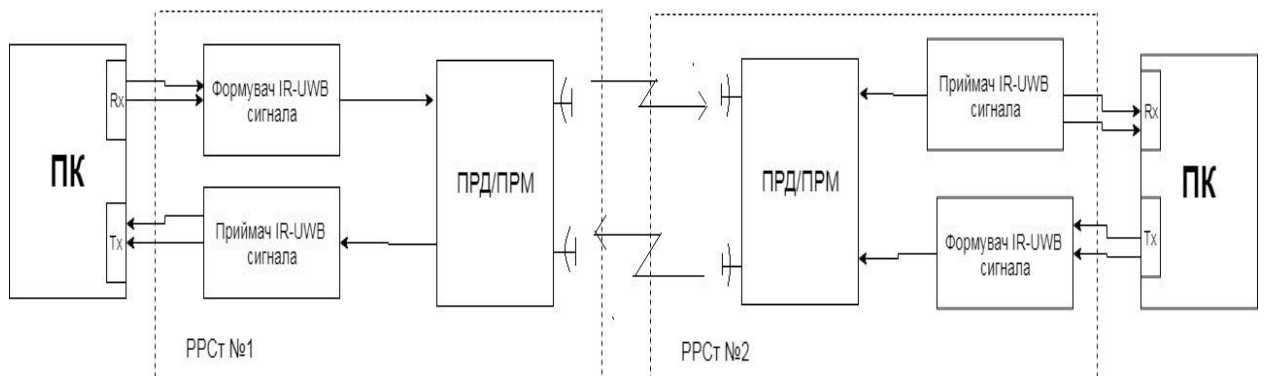 ПК
Rx
Tx
Формувач IR-UWB
сигнала
Приймач IR-UWB
сигнала
ПРД/ПРМ
РРСт №1
ПРД/ПРМ
Приймач IR-UWB
сигнала
Формувач IR-UWB
сигнала
Rx
Tx
ПК
РРСт №2